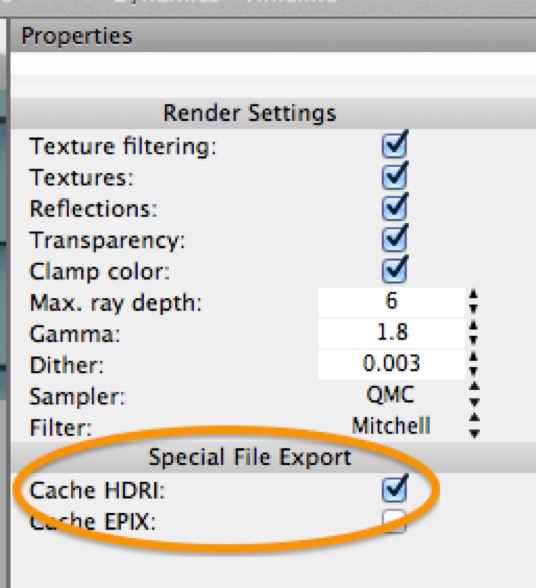 Properties
Render Settings
Texture filtering:
Textures:
Reflections:
Transparency:
Clamp color:
Max. ray depth: 6
Gamma: 1.8
Dither: 0.003
Sampler: QMC
Filter: Mitchell
Special File Export
Cache HDRI:
Cache EPIX: